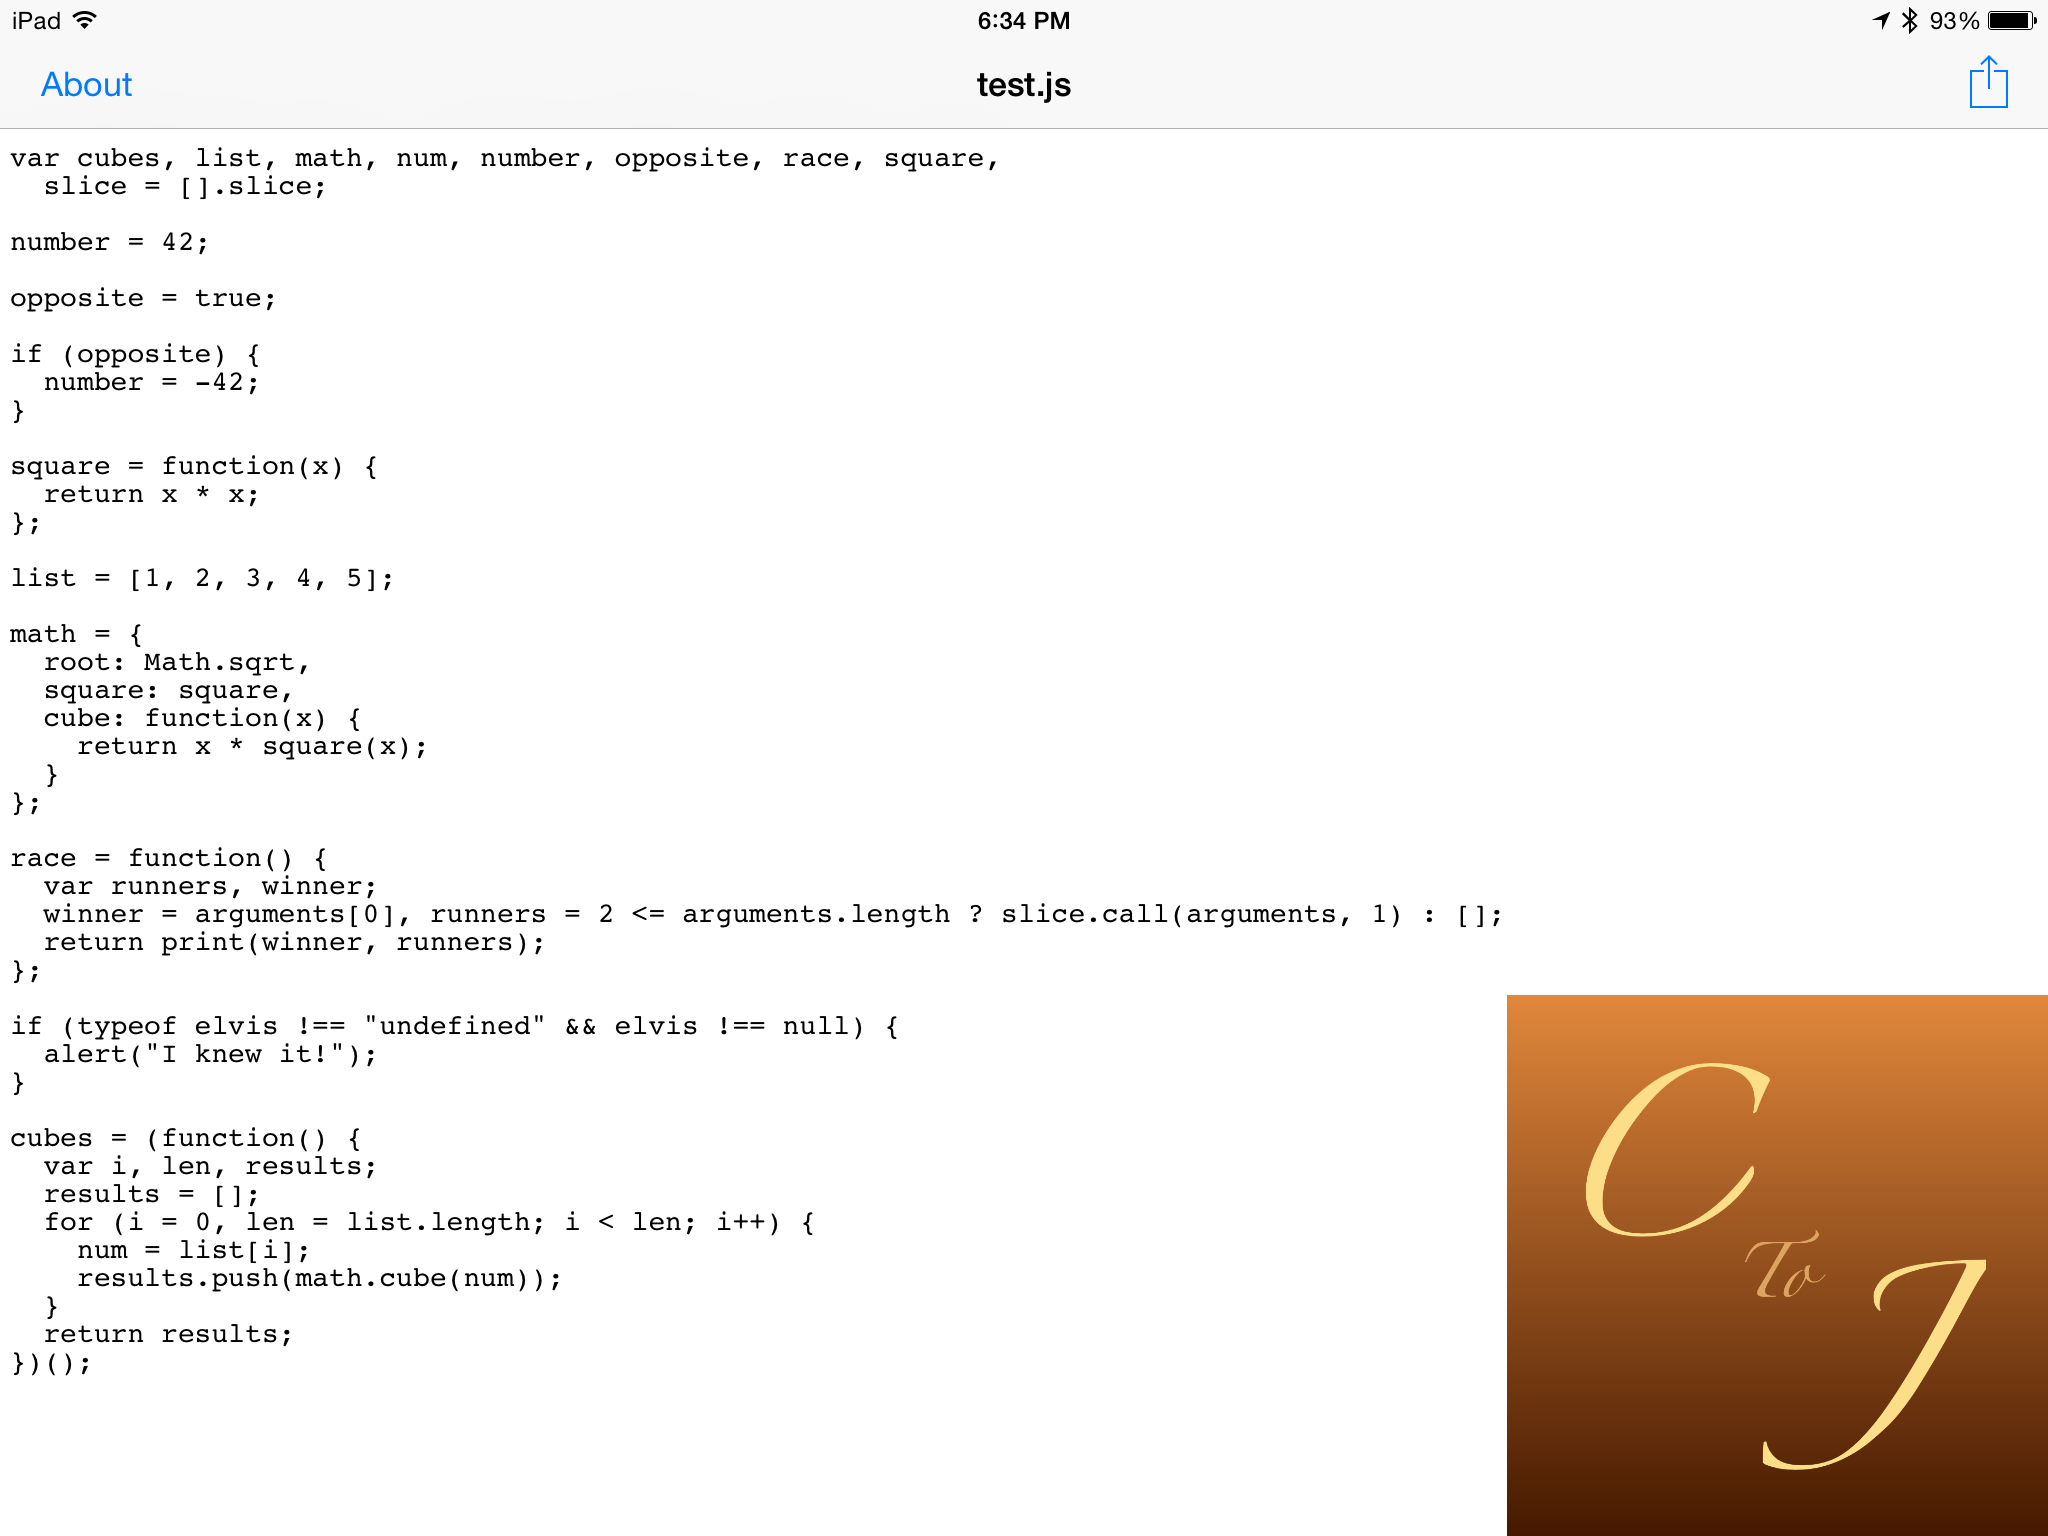 iPad 6:34 PM 93%
About test.js
var cubes, list, math, num, number, opposite, race, square,
  slice = [].slice;

number = 42;

opposite = true;

if (opposite) {
  number = -42;
}

square = function(x) {
  return x * x;
};

list = [1, 2, 3, 4, 5];

math = {
  root: Math.sqrt,
  square: square,
  cube: function(x) {
    return x * square(x);
  }
};

race = function() {
  var runners, winner;
  winner = arguments[0], runners = 2 <= arguments.length ? slice.call(arguments, 1) : [];
  return print(winner, runners);
};

if (typeof elvis !== "undefined" && elvis !== null) {
  alert("I knew it!");
}

cubes = (function() {
  var i, len, results;
  results = [];
  for (i = 0, len = list.length; i < len; i++) {
    num = list[i];
    results.push(math.cube(num));
  }
  return results;
})();
C
To
J